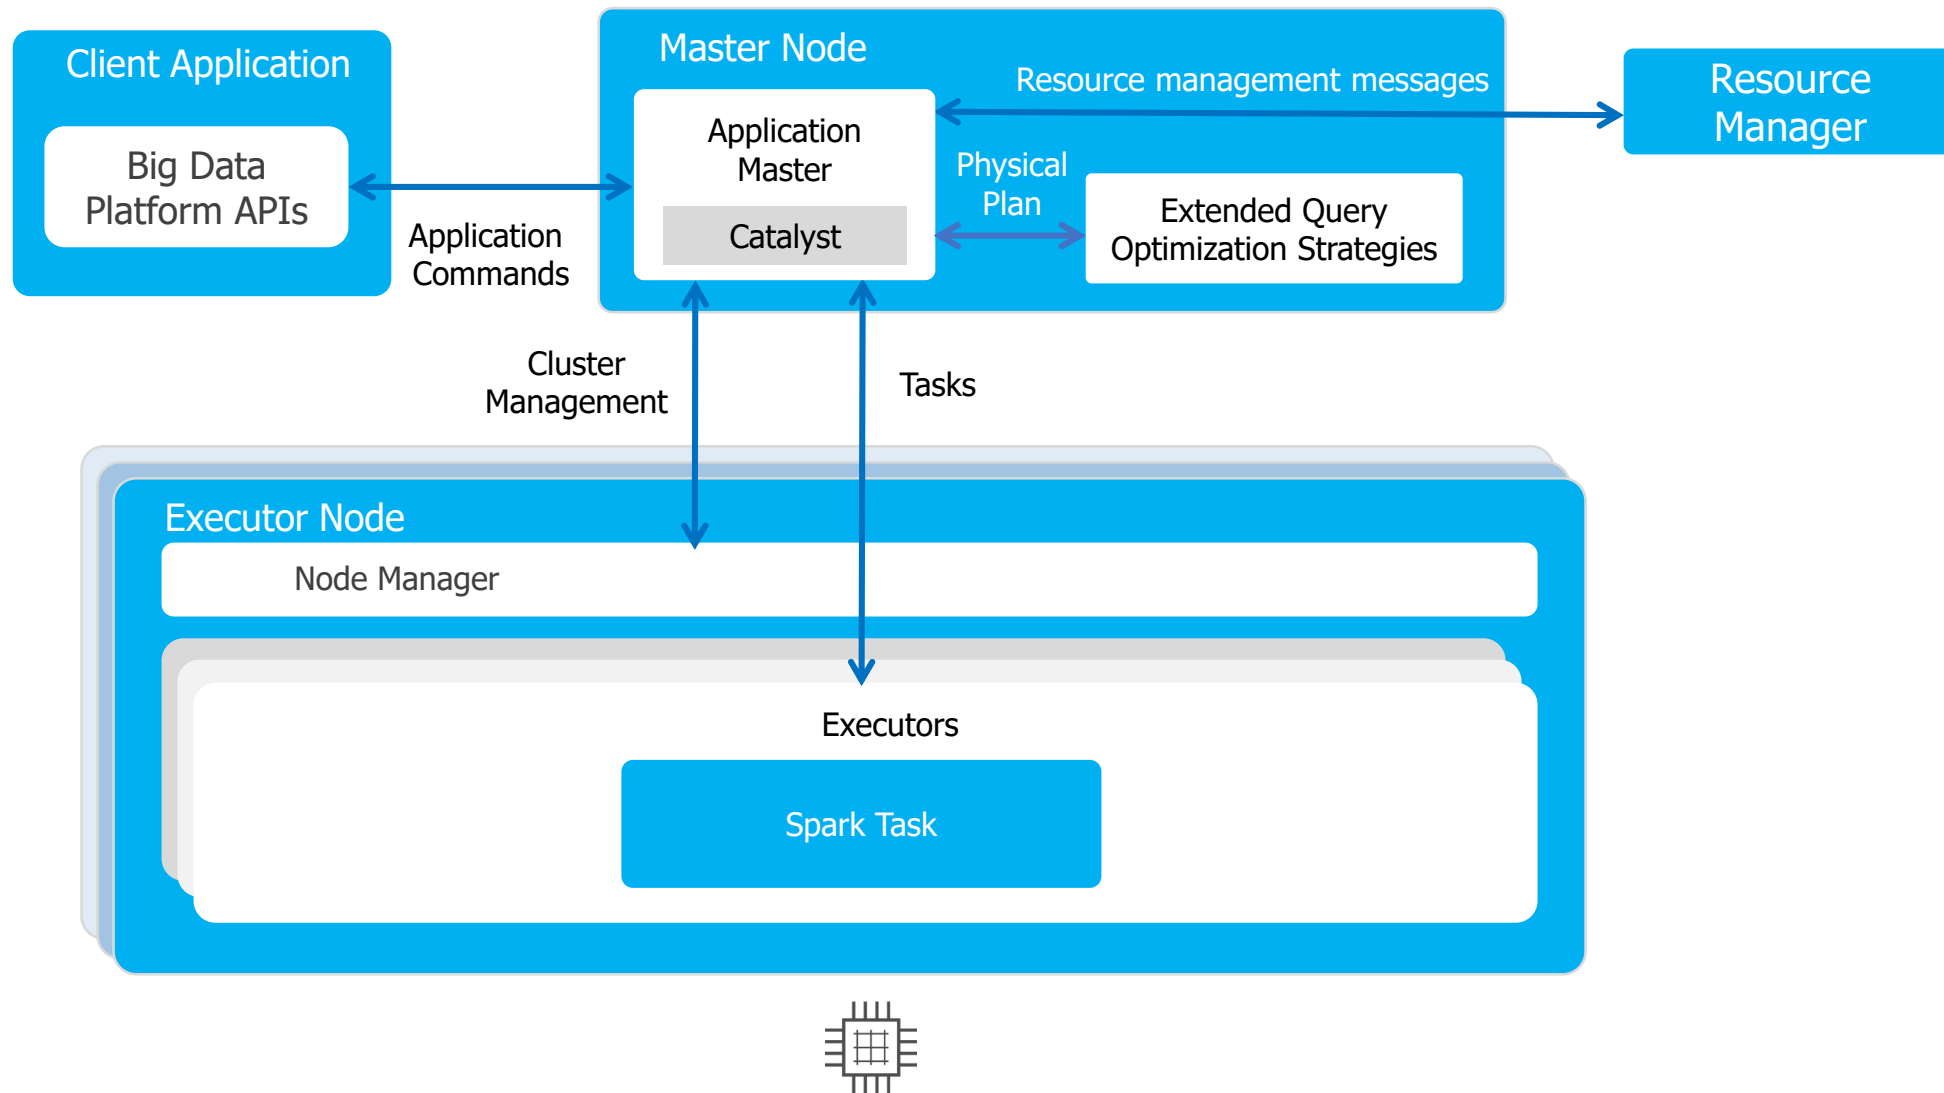 Client Application
Big Data
Platform APIs
Application
Commands
Master Node
Application
Master
Catalyst
Resource management messages
Physical
Plan
Extended Query
Optimization Strategies
Resource
Manager
Cluster
Management
Tasks
Executor Node
Node Manager
Executors
Spark Task